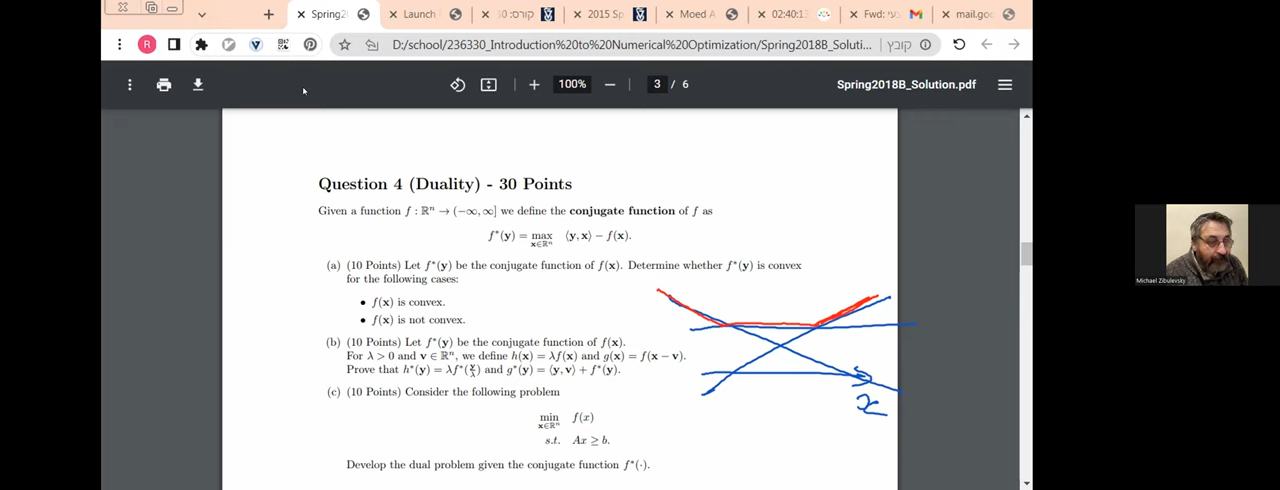 Spring2
Launch
קורס: 50
2015 Sp
Moed A
02:40:13
Fwd: עי
mail.goo
R
D:/school/236330_Introduction%20to%20Numerical%20Optimization/Spring2018B_Soluti...
קובץ
100%
3 / 6
Spring2018B_Solution.pdf
Question 4 (Duality) - 30 Points
Given a function f : ℝⁿ → (−∞, ∞] we define the conjugate function of f as
f*(y) = max ⟨y, x⟩ − f(x).
x∈ℝⁿ
(a) (10 Points) Let f*(y) be the conjugate function of f(x). Determine whether f*(y) is convex
for the following cases:
• f(x) is convex.
• f(x) is not convex.
(b) (10 Points) Let f*(y) be the conjugate function of f(x).
For λ > 0 and v ∈ ℝⁿ, we define h(x) = λf(x) and g(x) = f(x − v).
Prove that h*(y) = λf*(y/λ) and g*(y) = ⟨y, v⟩ + f*(y).
x
(c) (10 Points) Consider the following problem
min f(x)
x∈ℝⁿ
s.t. Ax ≥ b.
Develop the dual problem given the conjugate function f*(·).
Michael Zibulevsky